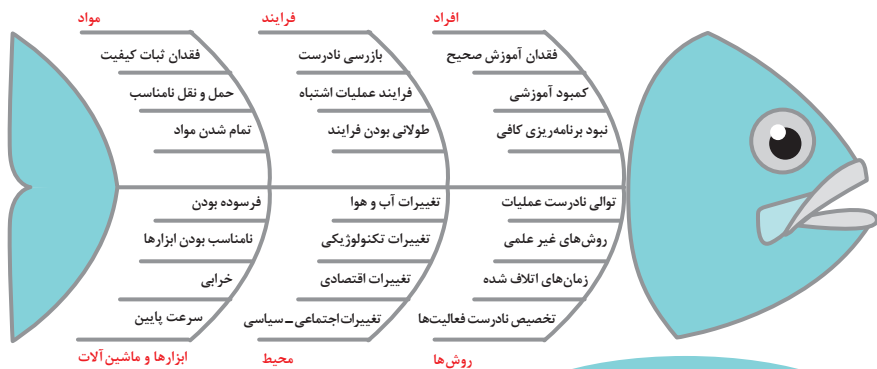 افراد
فقدان آموزش صحیح
کمبود آموزشی
نبود برنامه‌ریزی کافی
فرایند
بازرسی نادرست
فرایند عملیات اشتباه
طولانی بودن فرایند
مواد
فقدان ثبات کیفیت
حمل و نقل نامناسب
تمام شدن مواد
توالی نادرست عملیات
روش‌های غیر علمی
زمان‌های اتلاف شده
تخصیص نادرست فعالیت‌ها
روش‌ها
تغییرات آب و هوا
تغییرات تکنولوژیکی
تغییرات اقتصادی
تغییرات اجتماعی ـ سیاسی
محیط
فرسوده بودن
نامناسب بودن ابزارها
خرابی
سرعت پایین
ابزارها و ماشین آلات